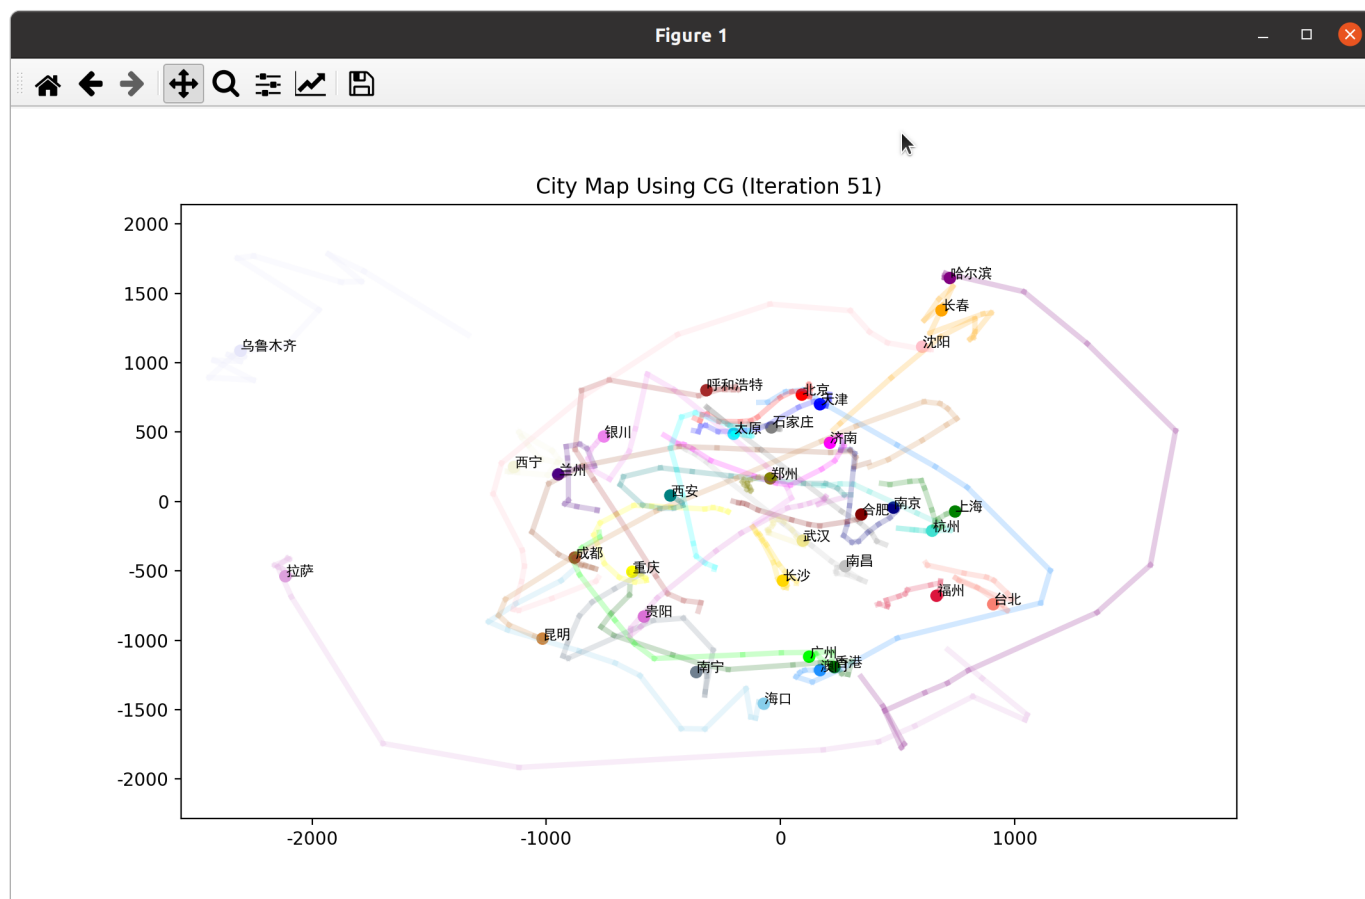 Figure 1
City Map Using CG (Iteration 51)
2000
1500
1000
500
0
-500
-1000
-1500
-2000
-2000
-1000
0
1000
哈尔滨
长春
沈阳
乌鲁木齐
呼和浩特
北京
天津
石家庄
太原
银川
济南
西宁
兰州
郑州
西安
合肥
南京
上海
杭州
武汉
成都
南昌
重庆
长沙
拉萨
福州
台北
贵阳
昆明
广州
澳门
香港
南宁
海口